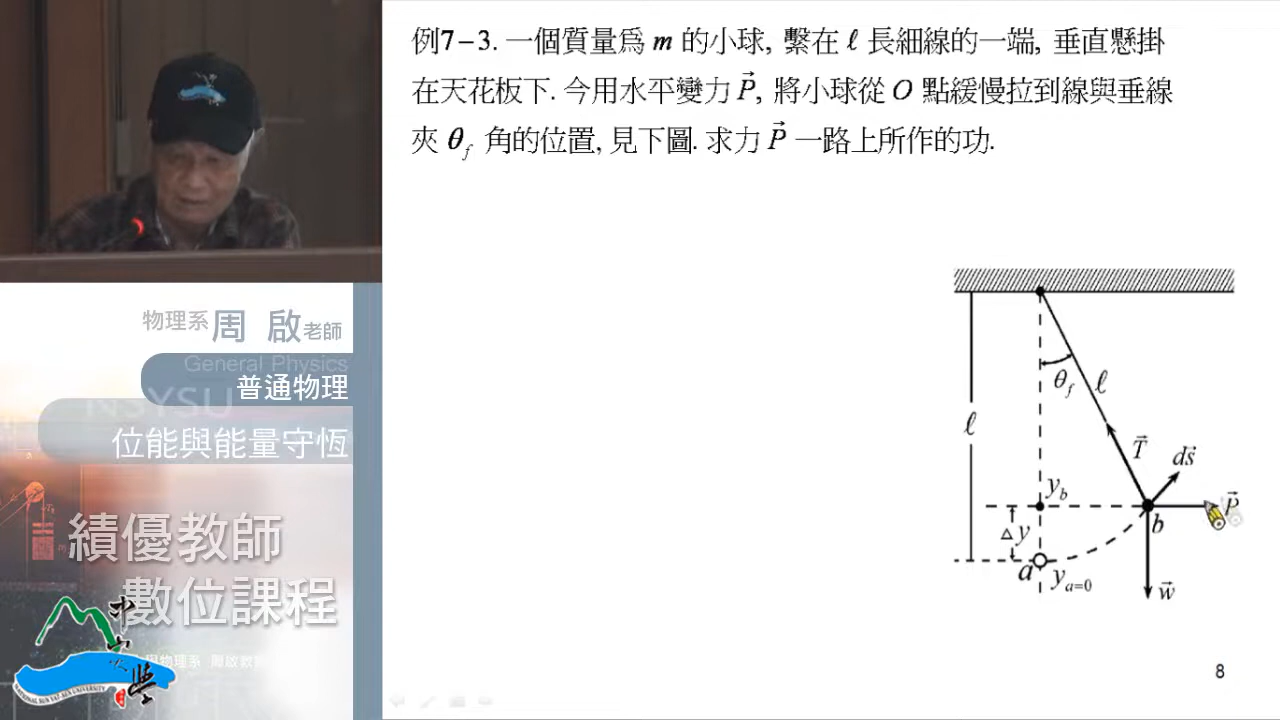 例7-3. 一個質量爲 m 的小球, 繫在 ℓ 長細線的一端, 垂直懸掛
在天花板下. 今用水平變力 P⃗, 將小球從 O 點緩慢拉到線與垂線
夾 θf 角的位置, 見下圖. 求力 P⃗ 一路上所作的功.
物理系 周 啟 老師
General Physics
普通物理
NSYSU
位能與能量守恆
績優教師
數位課程
θf
ℓ
ℓ
T⃗
ds⃗
yb
P⃗
b
Δy
a
ya=0
w⃗
8